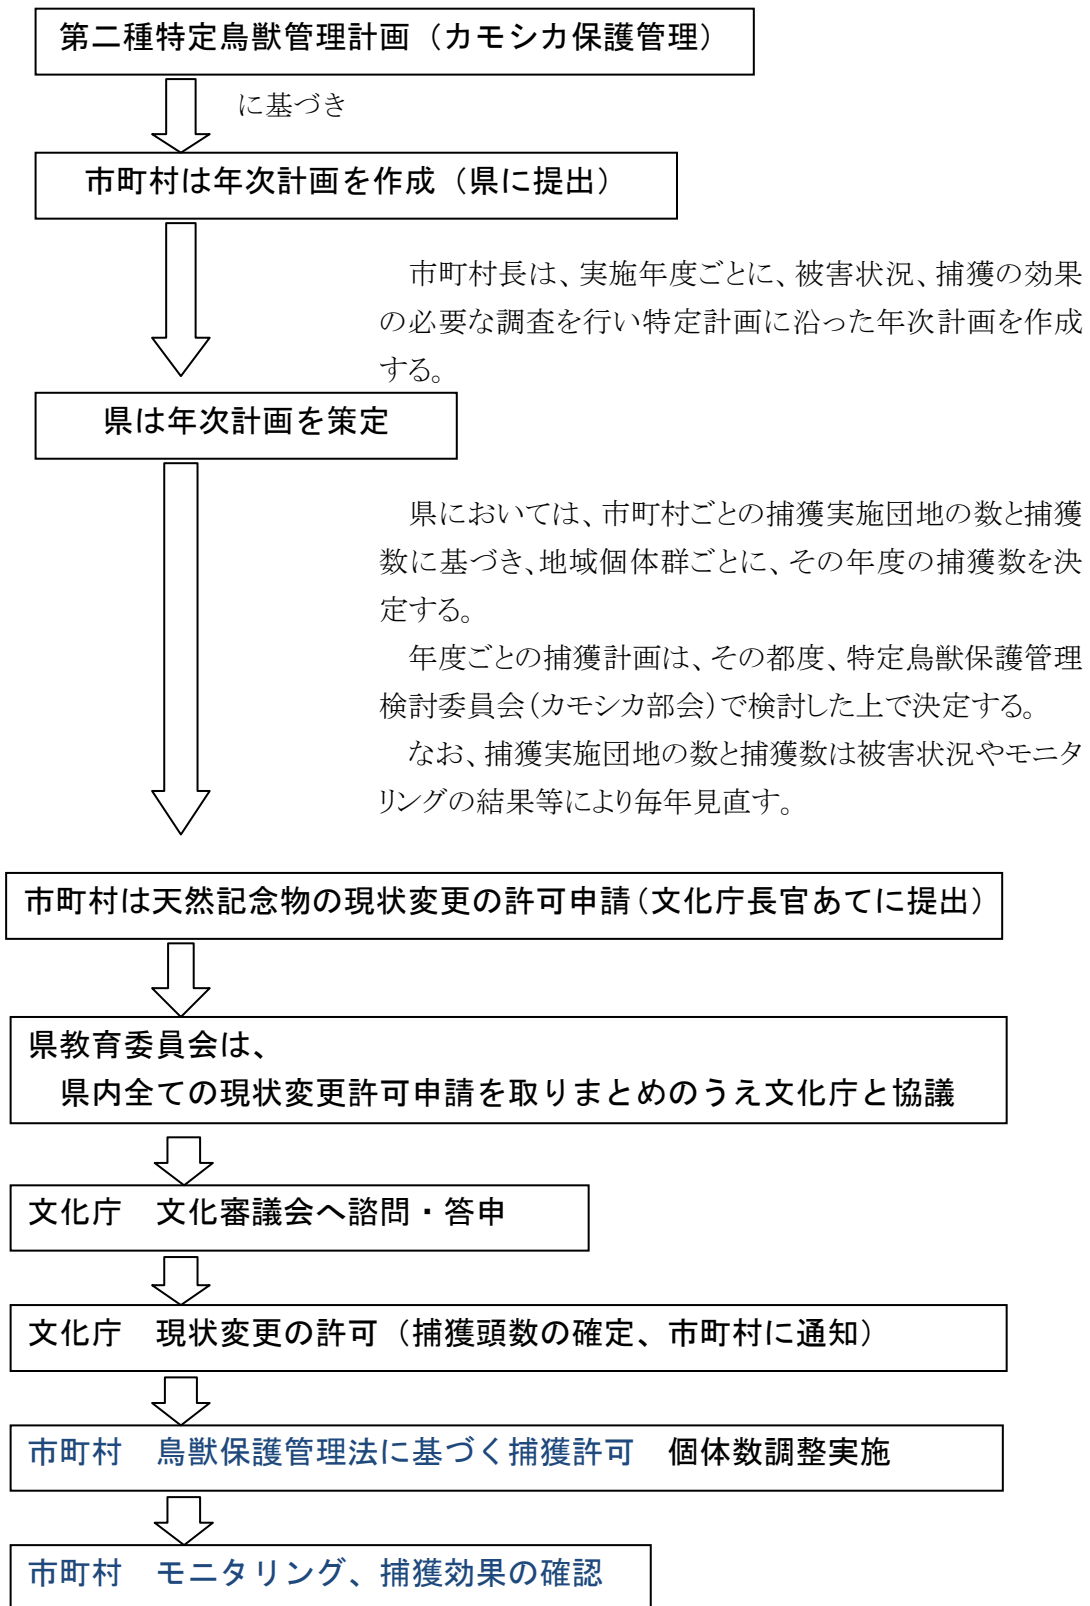 第二種特定鳥獣管理計画（カモシカ保護管理）
に基づき
市町村は年次計画を作成（県に提出）
市町村長は、実施年度ごとに、被害状況、捕獲の効果
の必要な調査を行い特定計画に沿った年次計画を作成
する。
県は年次計画を策定
県においては、市町村ごとの捕獲実施団地の数と捕獲
数に基づき、地域個体群ごとに、その年度の捕獲数を決
定する。
年度ごとの捕獲計画は、その都度、特定鳥獣保護管理
検討委員会（カモシカ部会）で検討した上で決定する。
なお、捕獲実施団地の数と捕獲数は被害状況やモニタ
リングの結果等により毎年見直す。
市町村は天然記念物の現状変更の許可申請（文化庁長官あてに提出）
県教育委員会は、
県内全ての現状変更許可申請を取りまとめのうえ文化庁と協議
文化庁　文化審議会へ諮問・答申
文化庁　現状変更の許可（捕獲頭数の確定、市町村に通知）
市町村　鳥獣保護管理法に基づく捕獲許可　個体数調整実施
市町村　モニタリング、捕獲効果の確認